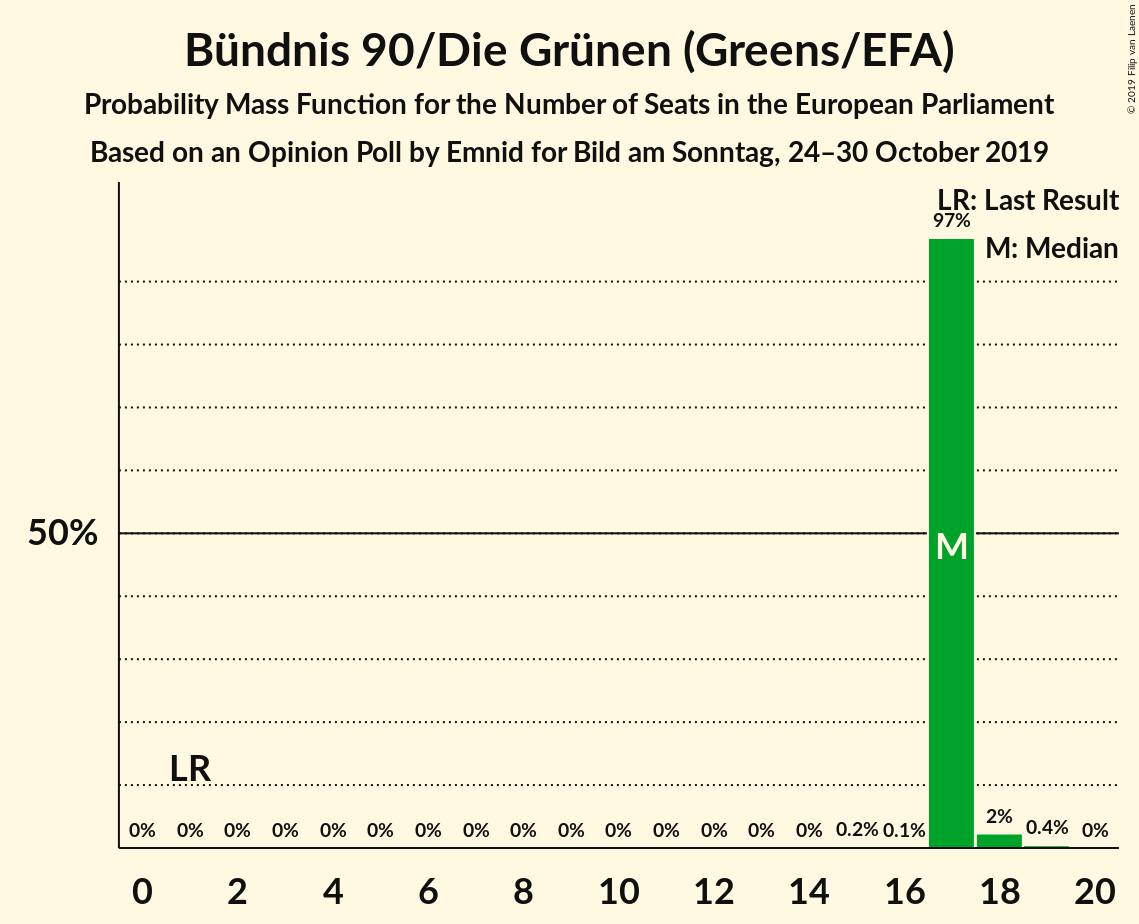 Bündnis 90/Die Grünen (Greens/EFA)
Probability Mass Function for the Number of Seats in the European Parliament
Based on an Opinion Poll by Emnid for Bild am Sonntag, 24–30 October 2019
© 2019 Filip van Laenen
LR: Last Result
97%
M: Median
50%
M
LR
0% 0% 0% 0% 0% 0% 0% 0% 0% 0% 0% 0% 0% 0% 0% 0.2% 0.1% 2% 0.4% 0%
0 2 4 6 8 10 12 14 16 18 20